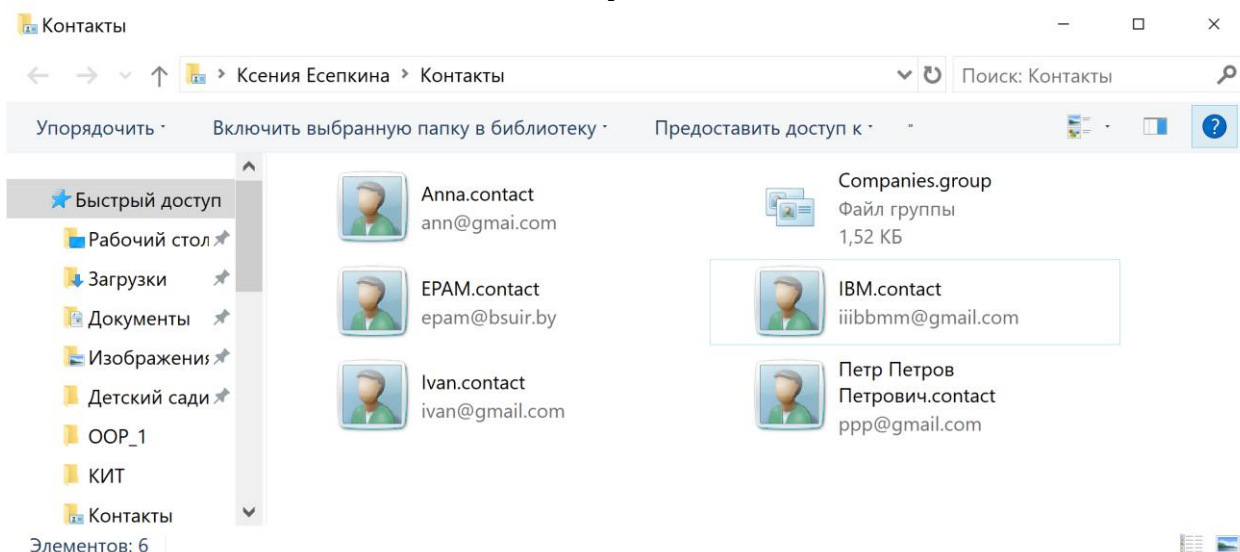 Контакты
Ксения Есепкина > Контакты
Поиск: Контакты
Упорядочить
Включить выбранную папку в библиотеку
Предоставить доступ к
»
?
Быстрый доступ
Рабочий стол
Загрузки
Документы
Изображения
Детский сади
OOP_1
КИТ
Контакты
Anna.contact
ann@gmai.com
Companies.group
Файл группы
1,52 КБ
EPAM.contact
epam@bsuir.by
IBM.contact
iiibbmm@gmail.com
Ivan.contact
ivan@gmail.com
Петр Петров
Петрович.contact
ppp@gmail.com
Элементов: 6